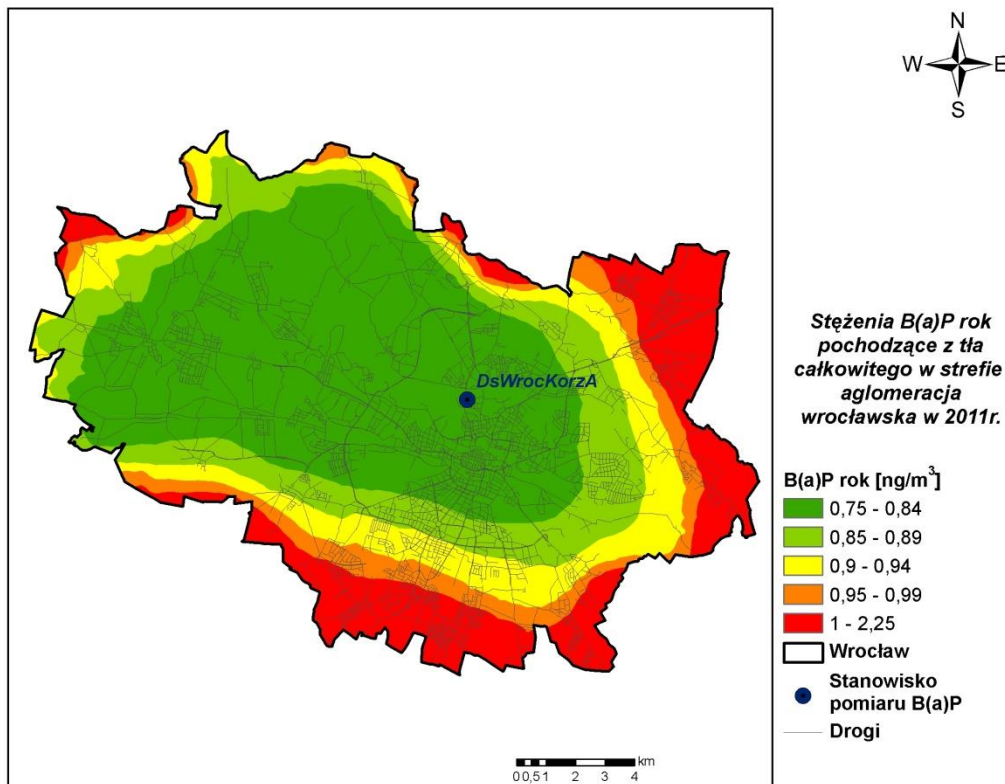 N
W E
S
DsWrocKorzA
Stężenia B(a)P rok
pochodzące z tła
całkowitego w strefie
aglomeracja
wrocławska w 2011r.
B(a)P rok [ng/m³]
0,75 - 0,84
0,85 - 0,89
0,9 - 0,94
0,95 - 0,99
1 - 2,25
Wrocław
Stanowisko
pomiaru B(a)P
Drogi
km
0 0,5 1 2 3 4